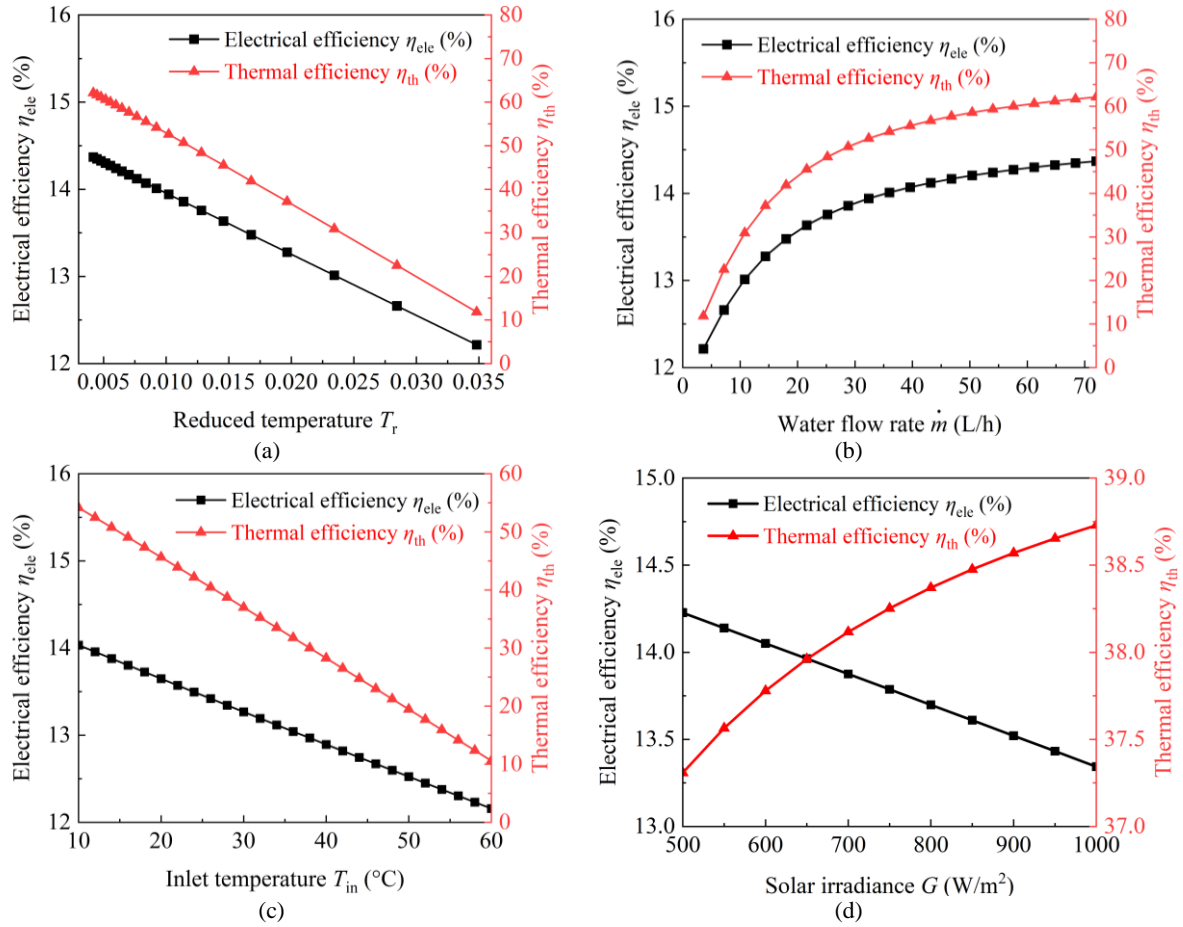 16
15
14
13
12
Electrical efficiency ηele (%)
Electrical efficiency ηele (%)
Thermal efficiency ηth (%)
80
70
60
50
40
30
20
10
0
Thermal efficiency ηth (%)
0.005 0.010 0.015 0.020 0.025 0.030 0.035
Reduced temperature Tr
(a)
16
15
14
13
12
Electrical efficiency ηele (%)
Electrical efficiency ηele (%)
Thermal efficiency ηth (%)
80
70
60
50
40
30
20
10
0
Thermal efficiency ηth (%)
0 10 20 30 40 50 60 70
Water flow rate ṁ (L/h)
(b)
16
15
14
13
12
Electrical efficiency ηele (%)
Electrical efficiency ηele (%)
Thermal efficiency ηth (%)
60
50
40
30
20
10
0
Thermal efficiency ηth (%)
10 20 30 40 50 60
Inlet temperature Tin (°C)
(c)
15.0
14.5
14.0
13.5
13.0
Electrical efficiency ηele (%)
Electrical efficiency ηele (%)
Thermal efficiency ηth (%)
39.0
38.5
38.0
37.5
37.0
Thermal efficiency ηth (%)
500 600 700 800 900 1000
Solar irradiance G (W/m²)
(d)